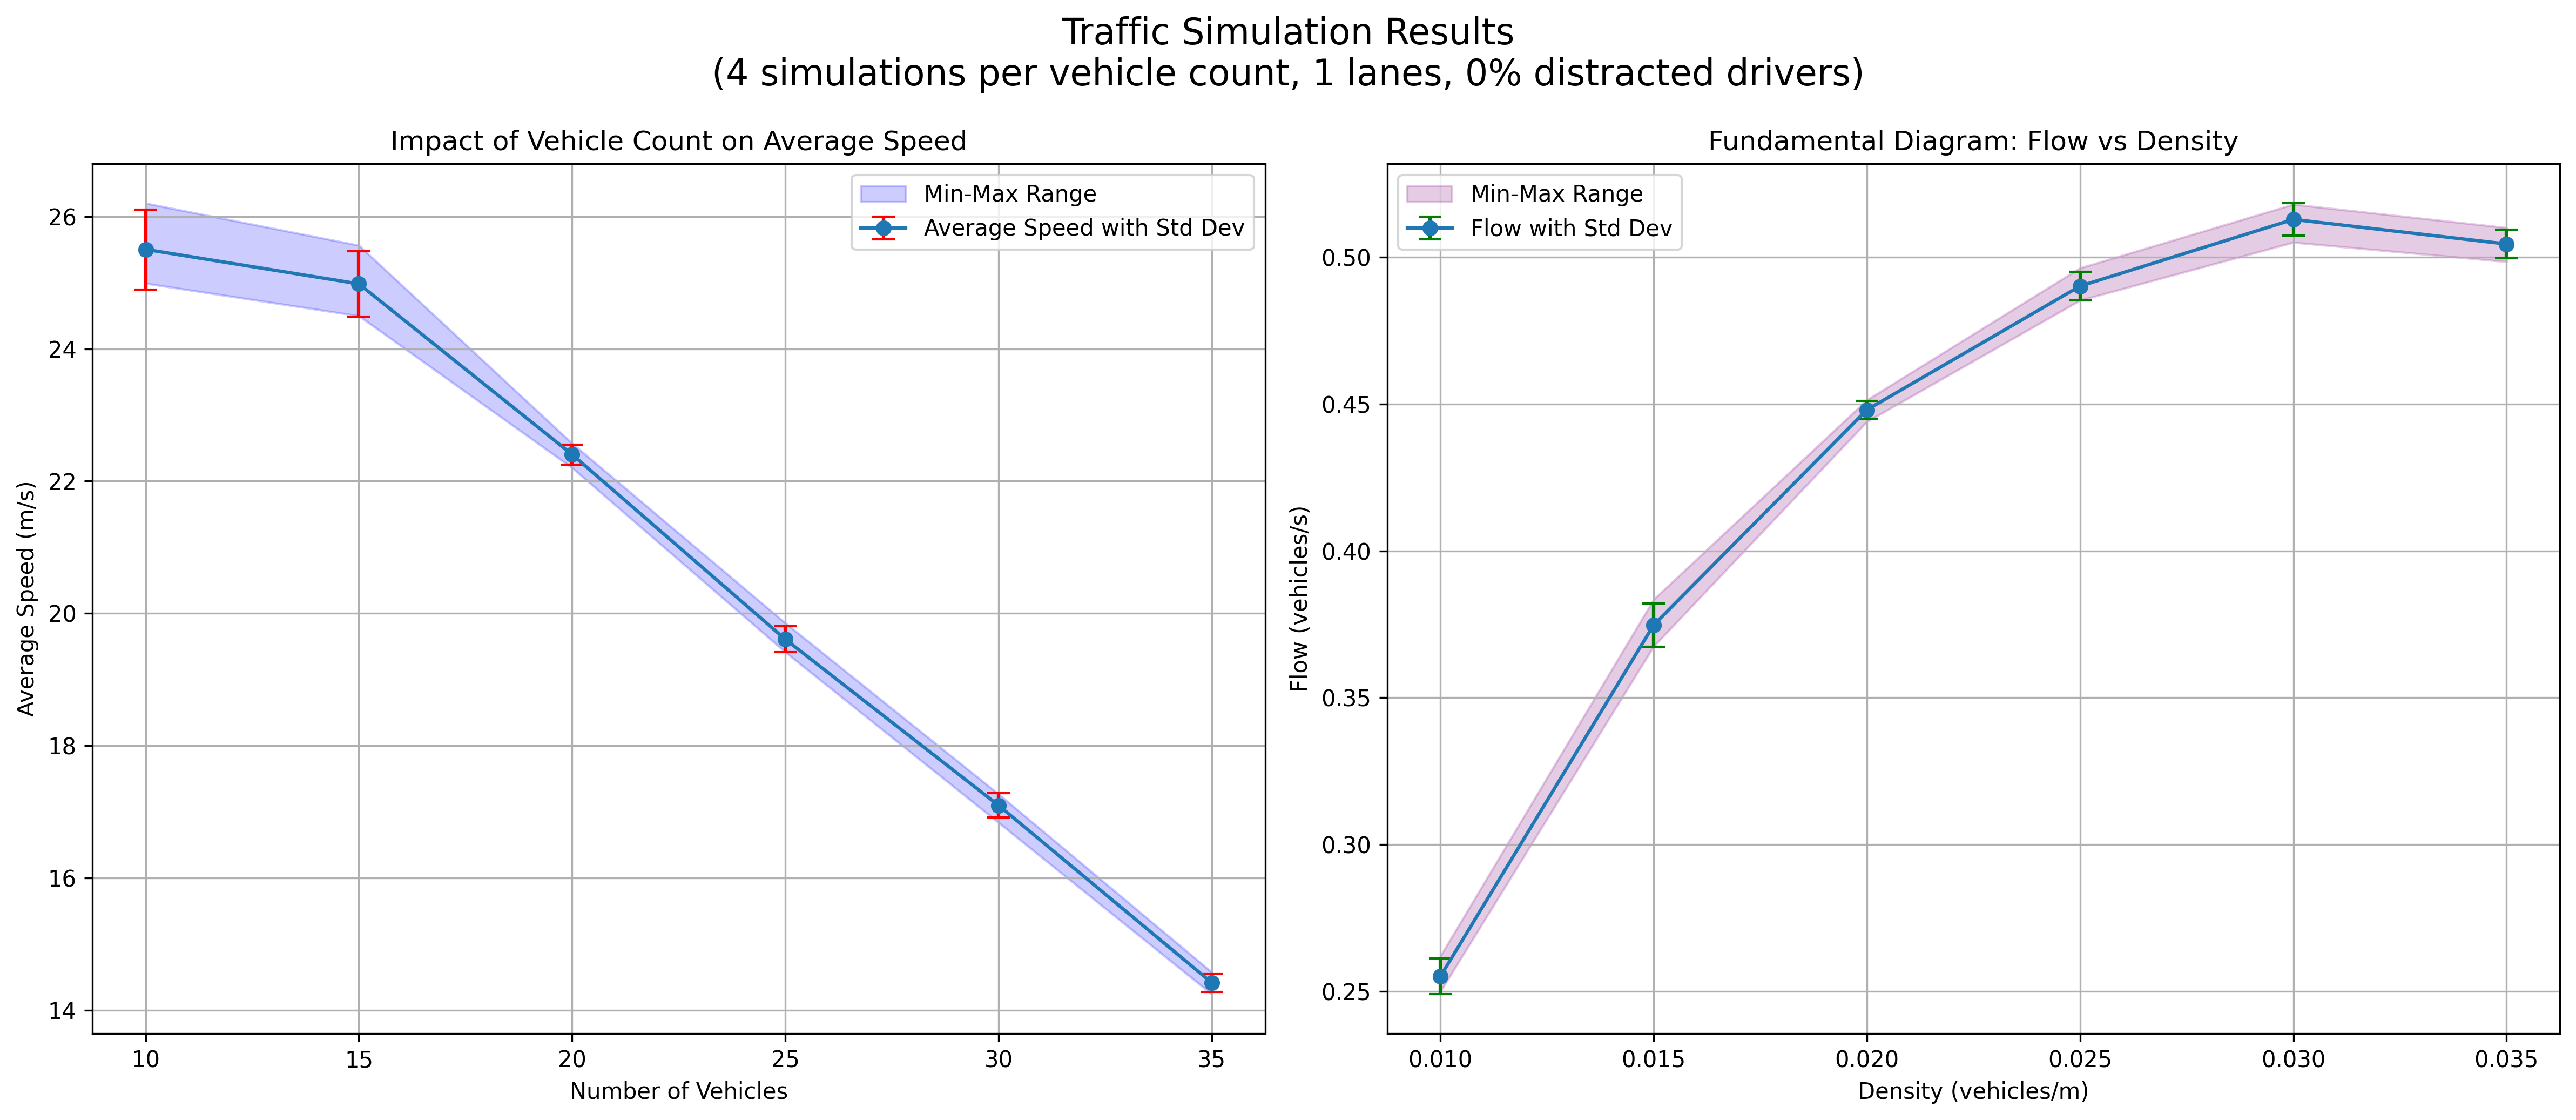 Traffic Simulation Results
(4 simulations per vehicle count, 1 lanes, 0% distracted drivers)
Impact of Vehicle Count on Average Speed
Min-Max Range
Average Speed with Std Dev
26
24
22
20
18
16
14
Average Speed (m/s)
10 15 20 25 30 35
Number of Vehicles
Fundamental Diagram: Flow vs Density
Min-Max Range
Flow with Std Dev
0.50
0.45
0.40
0.35
0.30
0.25
Flow (vehicles/s)
0.010 0.015 0.020 0.025 0.030 0.035
Density (vehicles/m)